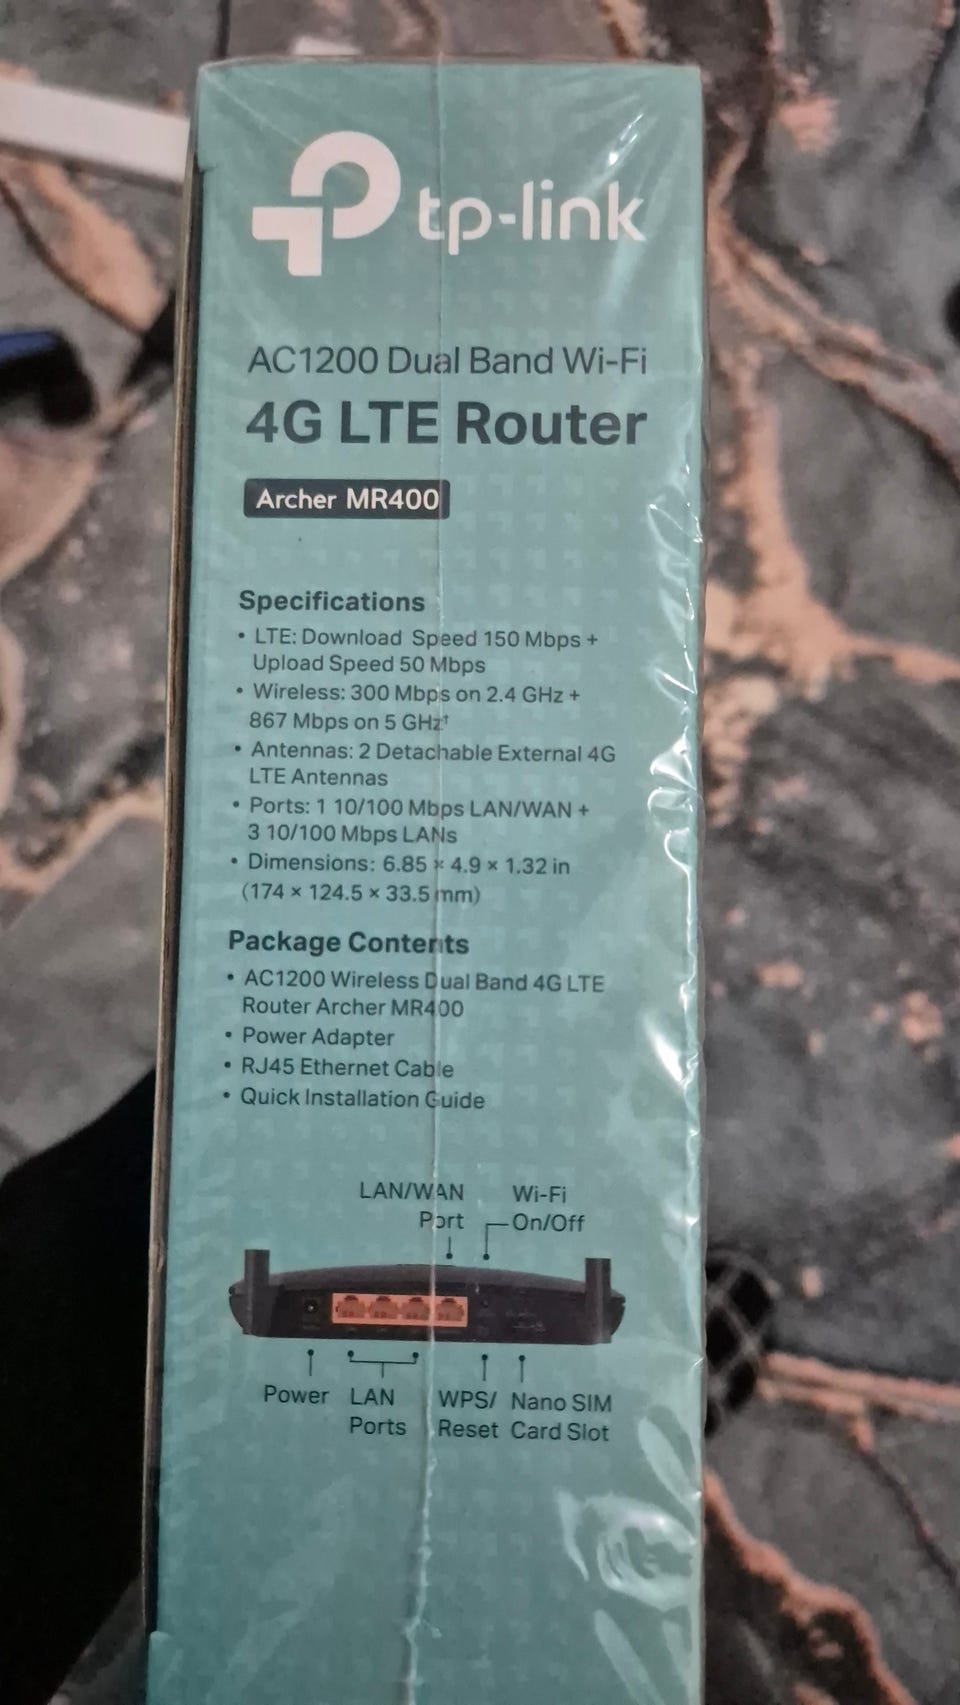 tp-link
AC1200 Dual Band Wi-Fi
4G LTE Router
Archer MR400
Specifications
• LTE: Download Speed 150 Mbps +
Upload Speed 50 Mbps
• Wireless: 300 Mbps on 2.4 GHz +
867 Mbps on 5 GHz†
• Antennas: 2 Detachable External 4G
LTE Antennas
• Ports: 1 10/100 Mbps LAN/WAN +
3 10/100 Mbps LANs
• Dimensions: 6.85 × 4.9 × 1.32 in
(174 × 124.5 × 33.5 mm)
Package Contents
• AC1200 Wireless Dual Band 4G LTE
Router Archer MR400
• Power Adapter
• RJ45 Ethernet Cable
• Quick Installation Guide
LAN/WAN Wi-Fi
Port On/Off
Power LAN WPS/ Nano SIM
Ports Reset Card Slot